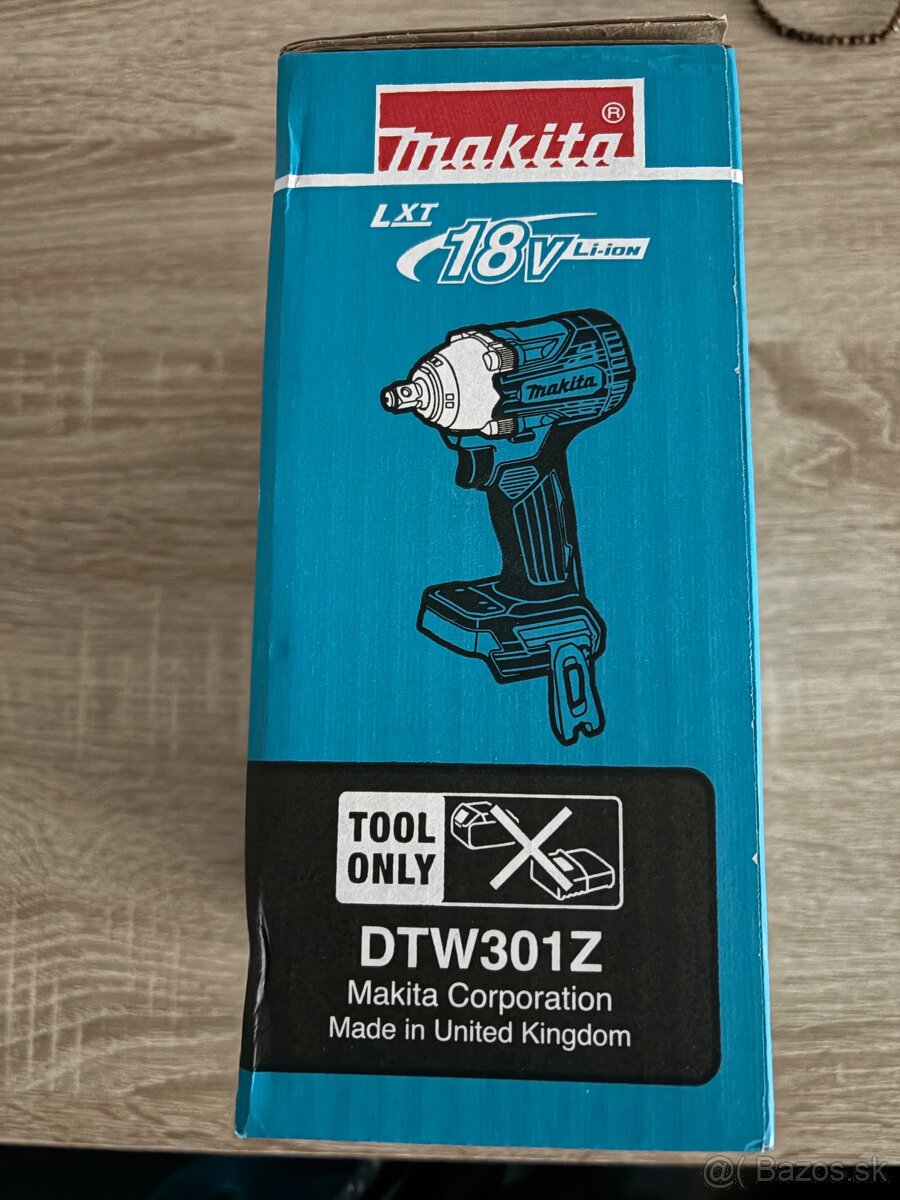 makita®
LXT
18V Li-ion
makita
TOOL
ONLY
DTW301Z
Makita Corporation
Made in United Kingdom
@( Bazos.sk